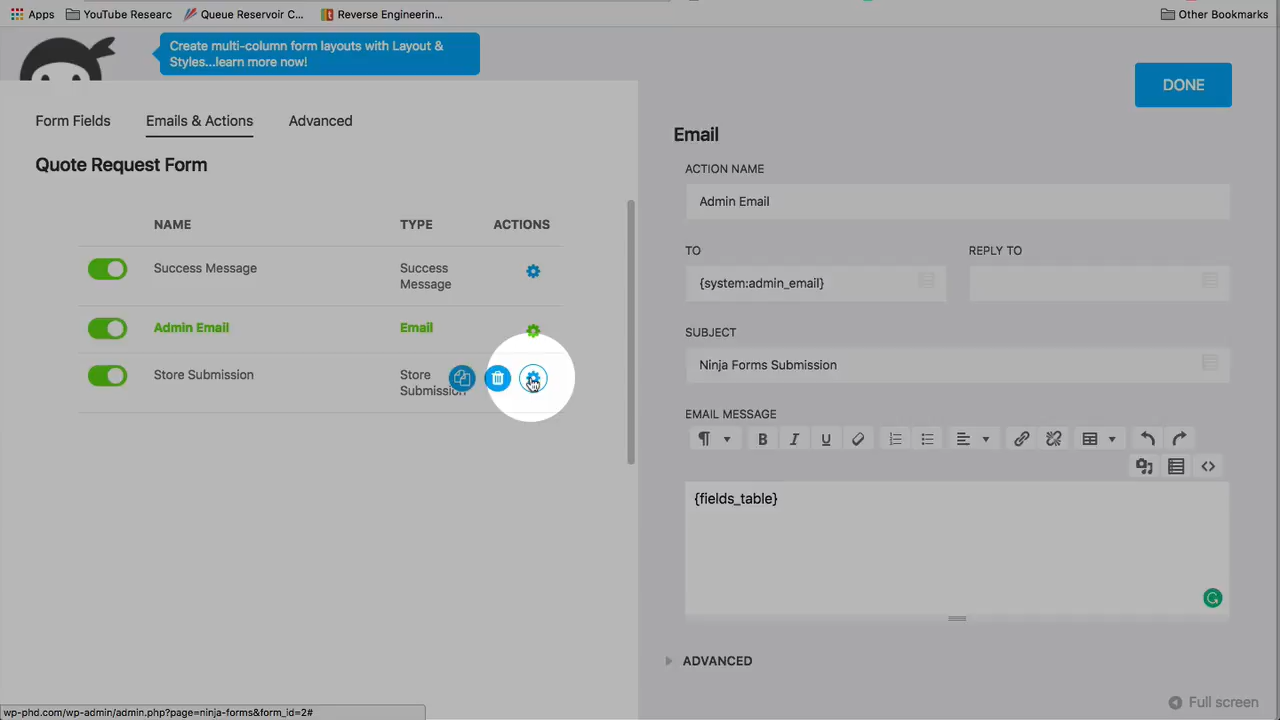 Apps
YouTube Researc
Queue Reservoir C...
Reverse Engineerin...
Other Bookmarks
Create multi-column form layouts with Layout &
Styles...learn more now!
DONE
Form Fields
Emails & Actions
Advanced
Quote Request Form
NAME
TYPE
ACTIONS
Success Message
Success
Message
Admin Email
Email
Store Submission
Store
Submission
Email
ACTION NAME
Admin Email
TO
REPLY TO
{system:admin_email}
SUBJECT
Ninja Forms Submission
EMAIL MESSAGE
{fields_table}
ADVANCED
Full screen
wp-phd.com/wp-admin/admin.php?page=ninja-forms&form_id=2#